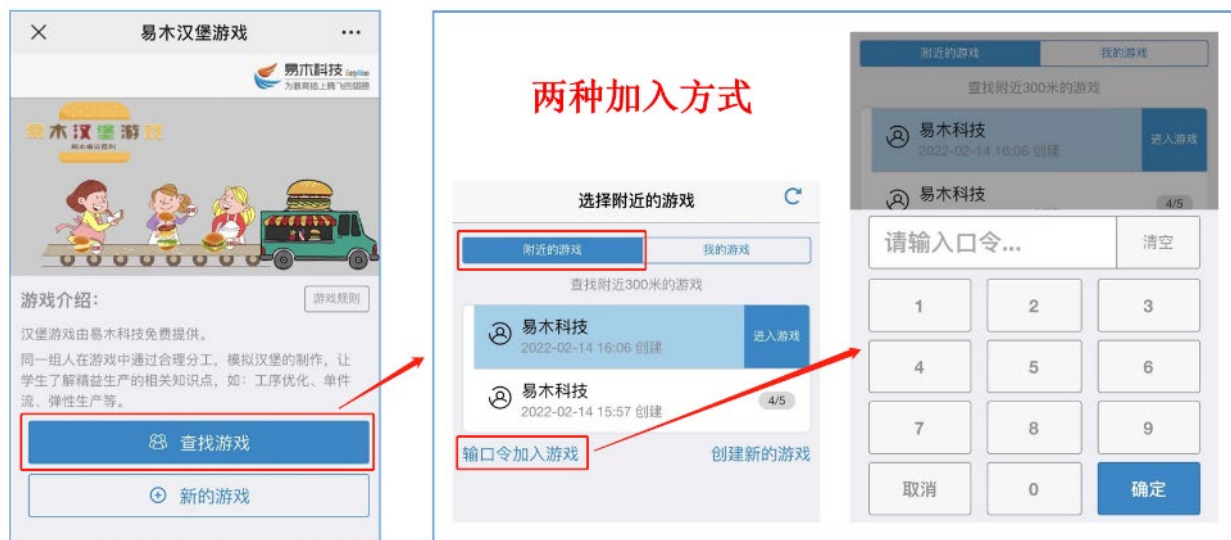 易木汉堡游戏
易木科技 EasyMoo
为教育插上腾飞的翅膀
易木汉堡游戏
游戏介绍：
游戏规则
汉堡游戏由易木科技免费提供。
同一组人在游戏中通过合理分工，模拟汉堡的制作，让
学生了解精益生产的相关知识点，如：工序优化、单件
流、弹性生产等。
查找游戏
新的游戏
两种加入方式
选择附近的游戏
附近的游戏
我的游戏
查找附近300米的游戏
易木科技
2022-02-14 16:06 创建
进入游戏
易木科技
2022-02-14 15:57 创建
4/5
输口令加入游戏
创建新的游戏
附近的游戏
我的游戏
查找附近300米的游戏
易木科技
2022-02-14 16:06 创建
进入游戏
易木科技
4/5
请输入口令...
清空
1
2
3
4
5
6
7
8
9
取消
0
确定